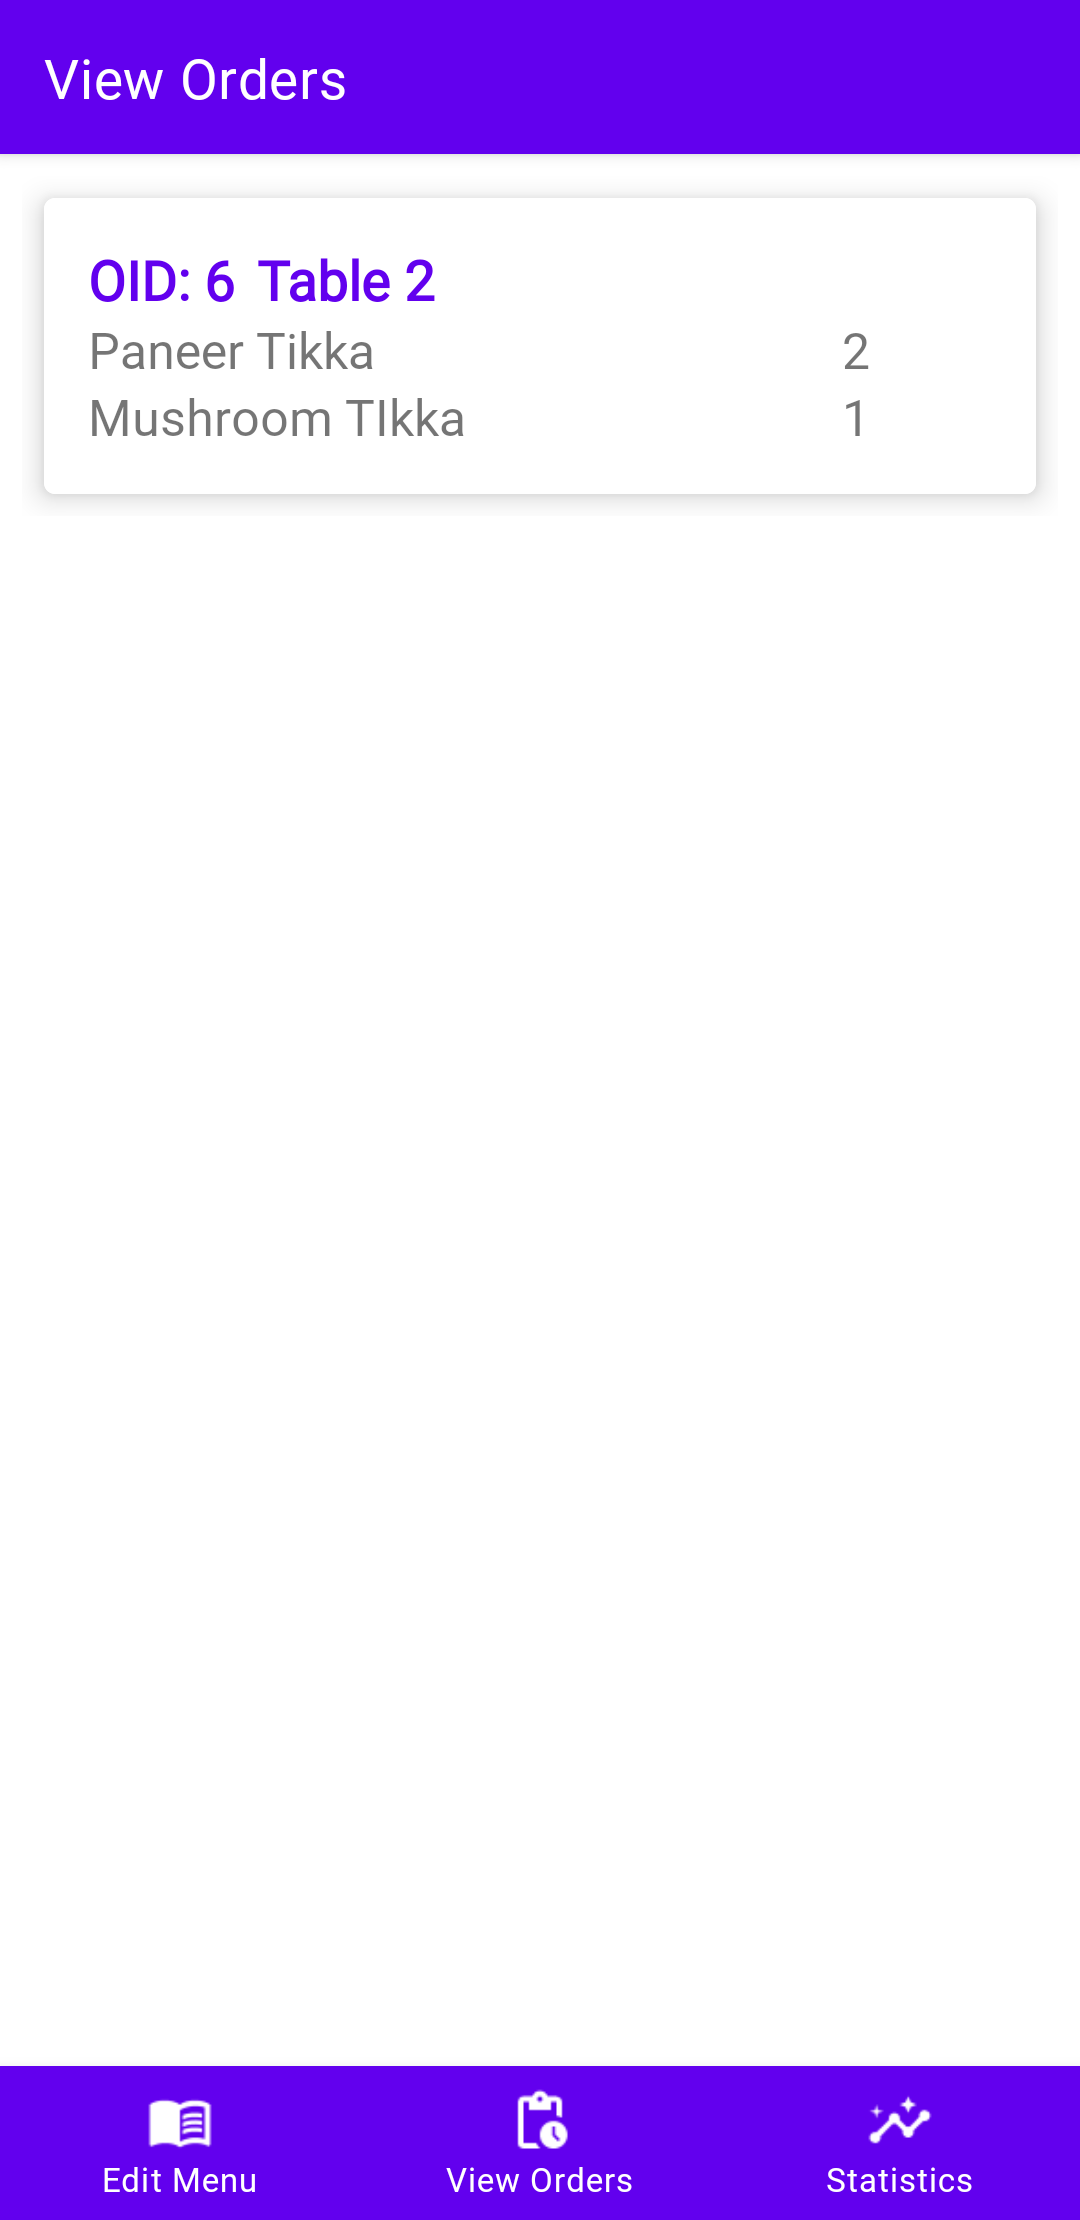 View Orders
OID: 6 Table 2
Paneer Tikka 2
Mushroom TIkka 1
Edit Menu View Orders Statistics